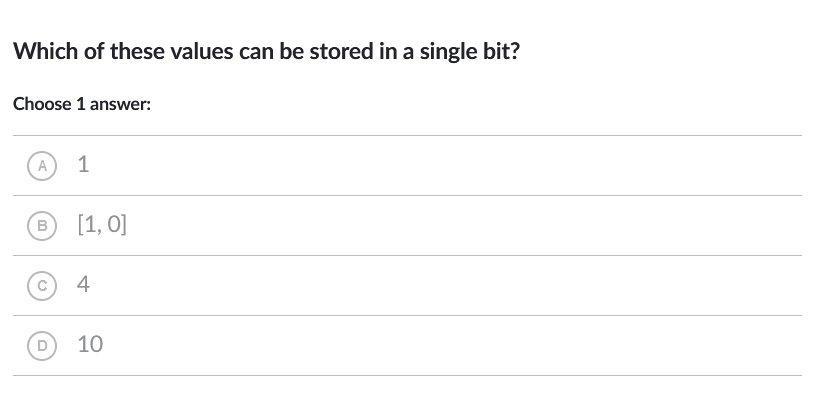 Which of these values can be stored in a single bit?
Choose 1 answer:
A 1
B [1, 0]
C 4
D 10